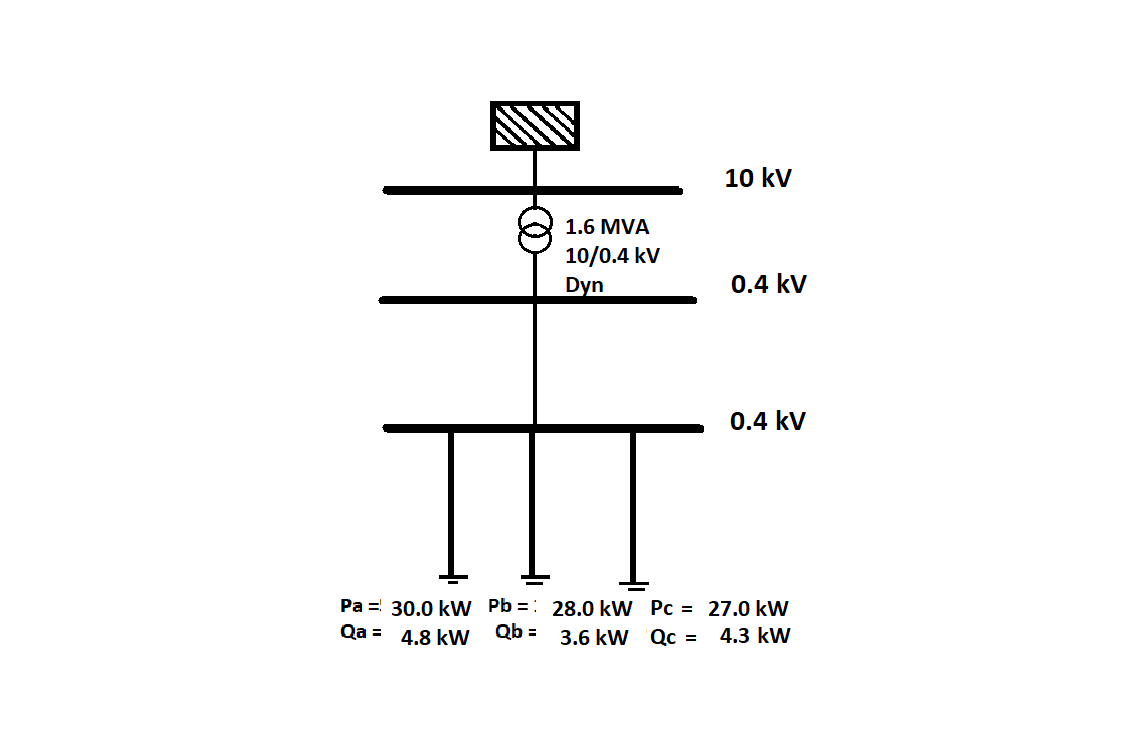 10 kV
1.6 MVA
10/0.4 kV
Dyn
0.4 kV
0.4 kV
Pa = 30.0 kW Pb = 28.0 kW Pc = 27.0 kW
Qa = 4.8 kW Qb = 3.6 kW Qc = 4.3 kW